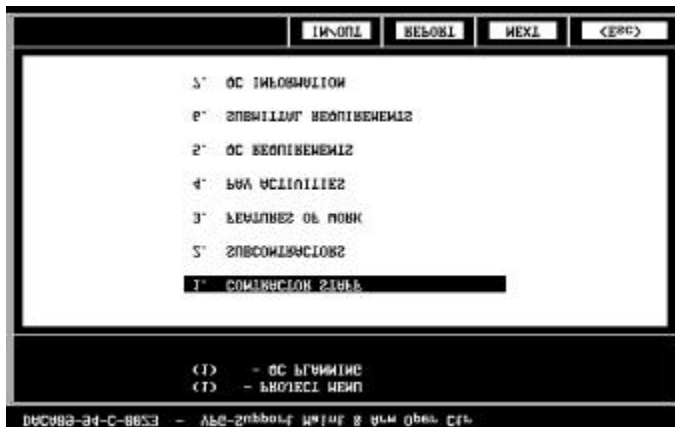 DACA89-94-C-8823 - VFG-Support Maint & Arm Oper Ctr
(1) - PROJECT MENU
(1) - QC PLANNING
1. CONTRACTOR STAFF
2. SUBCONTRACTORS
3. FEATURES OF WORK
4. PAY ACTIVITIES
5. QC REQUIREMENTS
6. SUBMITTAL REQUIREMENTS
7. QC INFORMATION
IN/OUT REPORT NEXT <Esc>